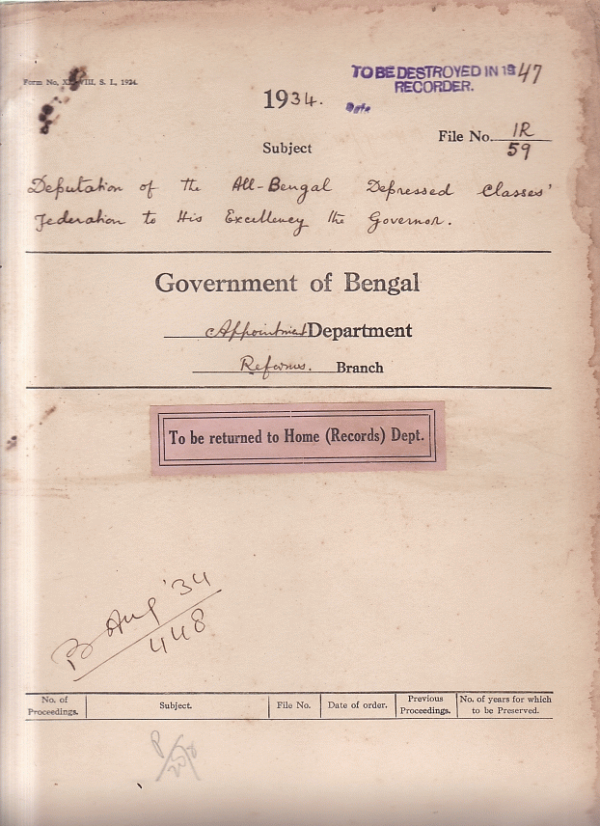 Form No. XXVIII, S. I., 1924.
TO BE DESTROYED IN 1947
RECORDER.
Date
1934.
File No. IR
59
Subject
Deputation of the All-Bengal Depressed Classes'
Federation to His Excellency the Governor.
Government of Bengal
Appointment Department
Reforms. Branch
To be returned to Home (Records) Dept.
B Aug '34
448
No. of Proceedings. Subject. File No. Date of order. Previous Proceedings. No. of years for which to be Preserved.